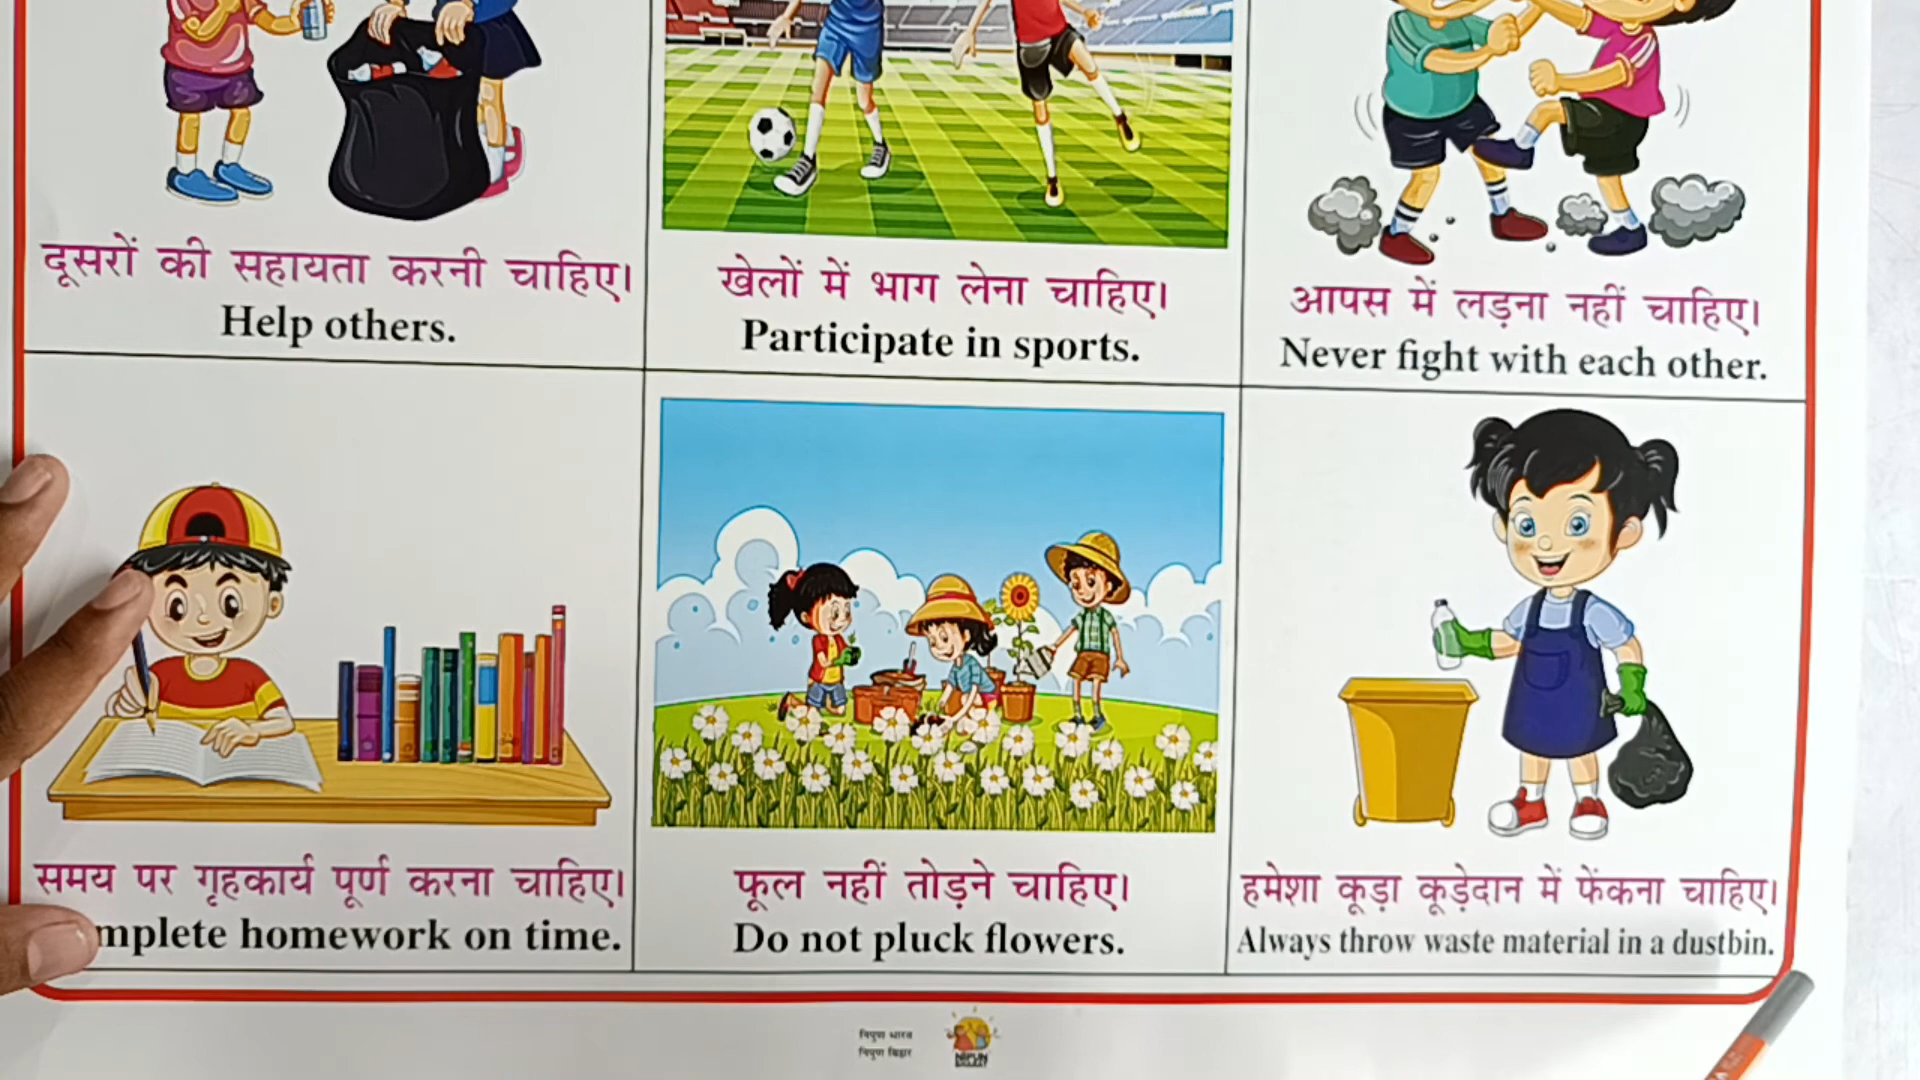 दूसरों की सहायता करनी चाहिए।
Help others.
खेलों में भाग लेना चाहिए।
Participate in sports.
आपस में लड़ना नहीं चाहिए।
Never fight with each other.
समय पर गृहकार्य पूर्ण करना चाहिए।
mplete homework on time.
फूल नहीं तोड़ने चाहिए।
Do not pluck flowers.
हमेशा कूड़ा कूड़ेदान में फेंकना चाहिए।
Always throw waste material in a dustbin.
निपुण भारत
निपुण बिहार